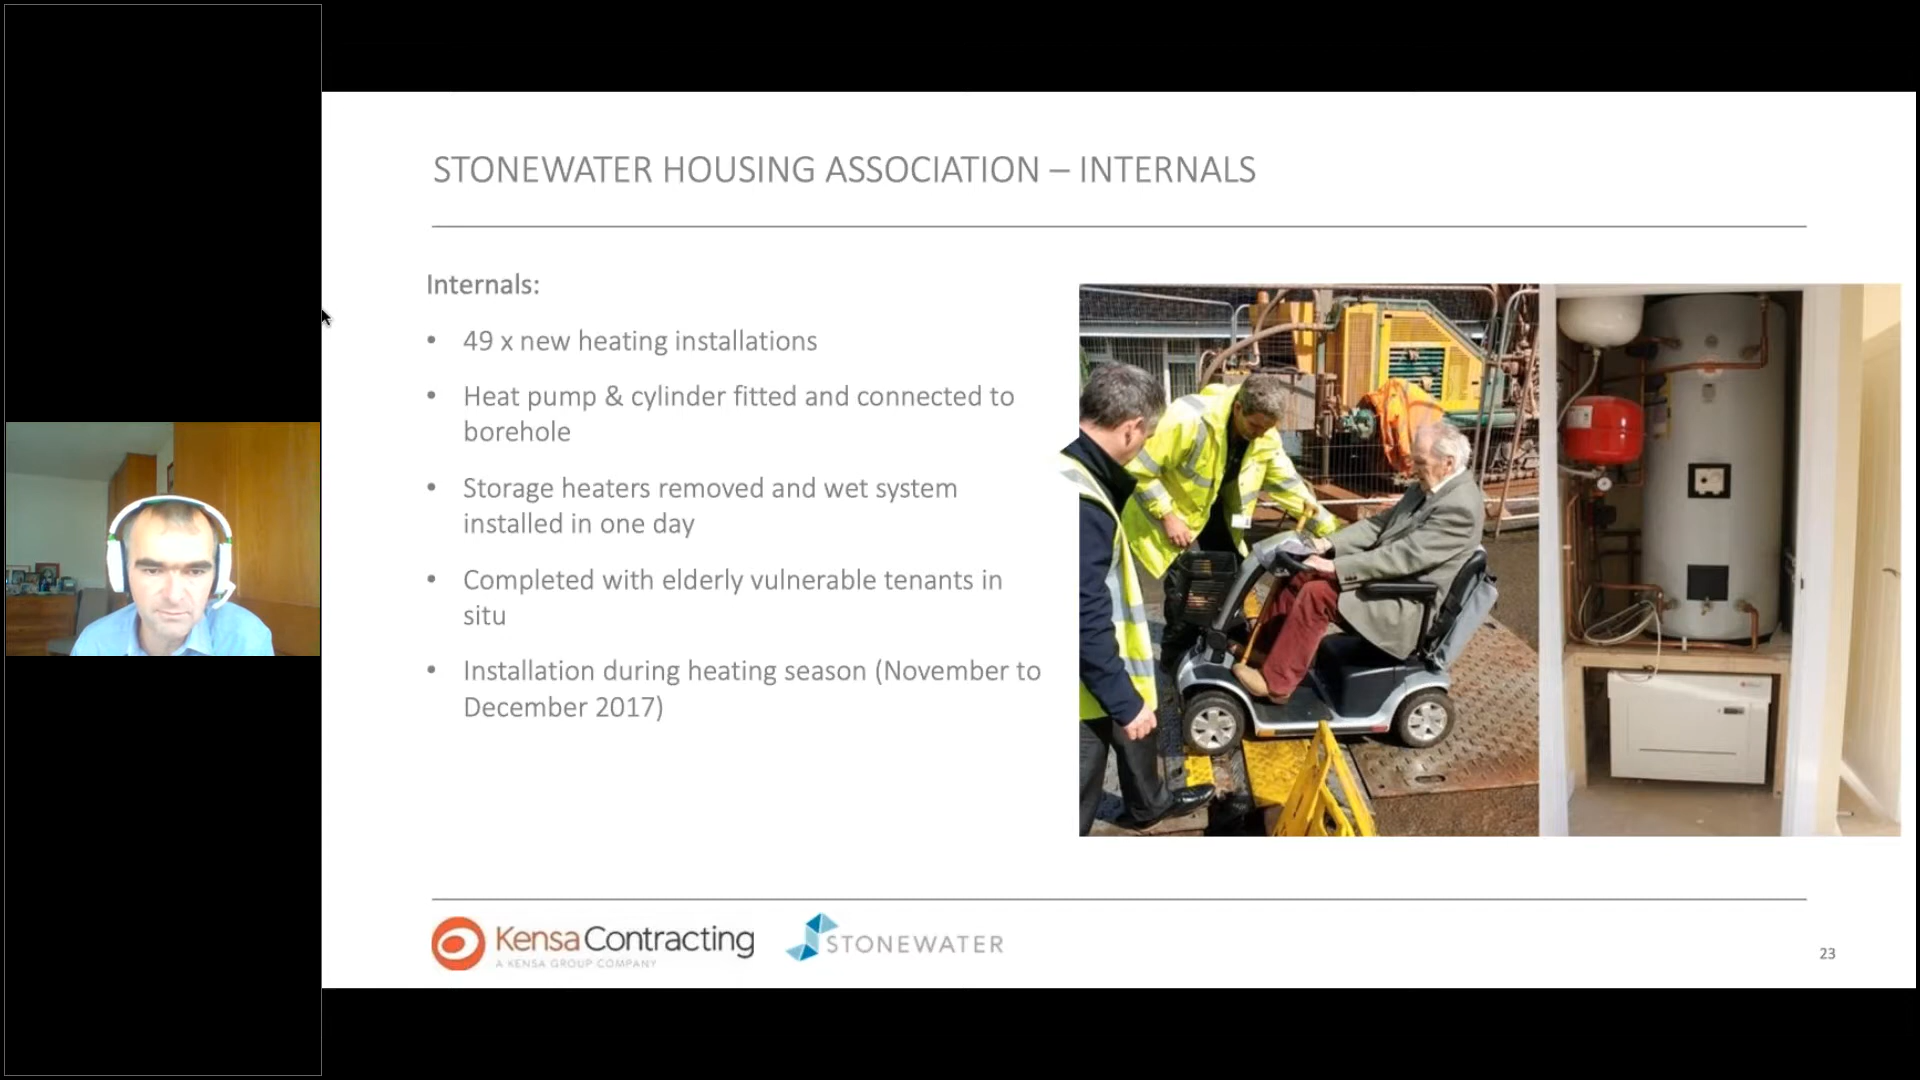 STONEWATER HOUSING ASSOCIATION – INTERNALS
Internals:
• 49 x new heating installations
• Heat pump & cylinder fitted and connected to
borehole
• Storage heaters removed and wet system
installed in one day
• Completed with elderly vulnerable tenants in
situ
• Installation during heating season (November to
December 2017)
Kensa Contracting
A KENSA GROUP COMPANY
STONEWATER
23